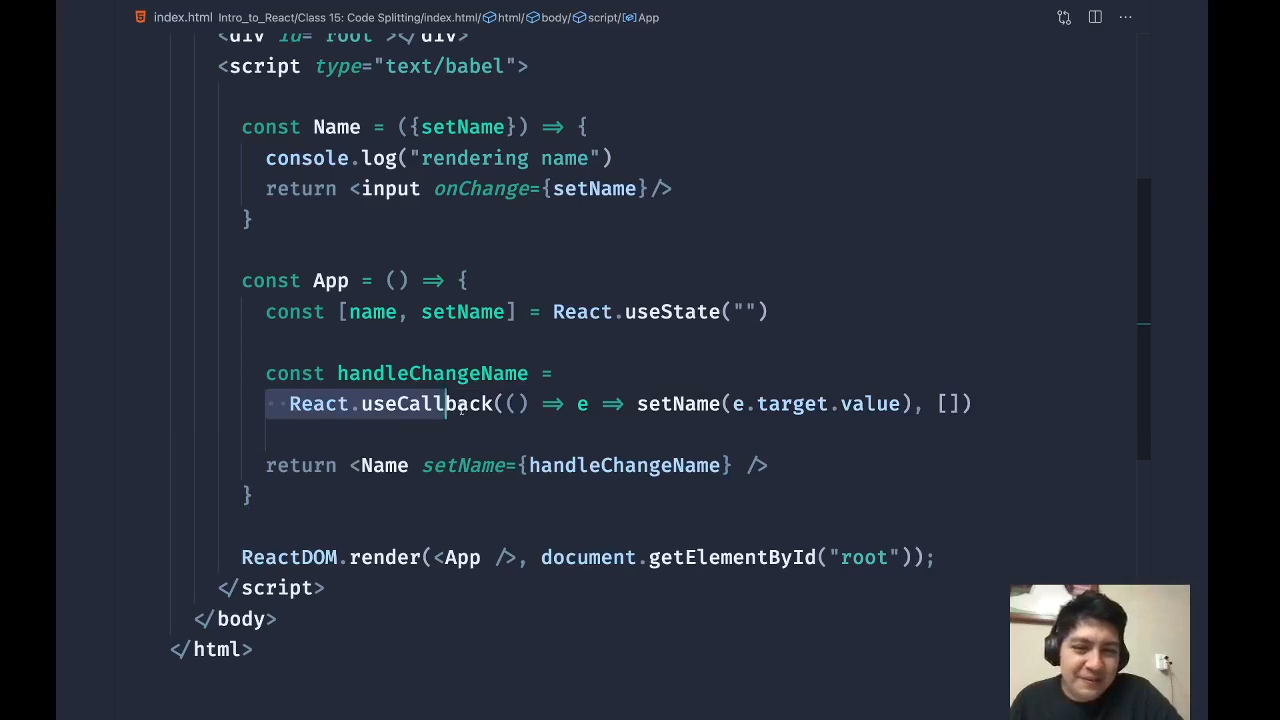 index.html Intro_to_React/Class 15: Code Splitting/index.html/html/body/script/App ...
<div id="root"></div>
<script type="text/babel">
const Name = ({setName}) => {
console.log("rendering name")
return <input onChange={setName}/>
}
const App = () => {
const [name, setName] = React.useState("")
const handleChangeName =
React.useCallback(() => e => setName(e.target.value), [])
return <Name setName={handleChangeName} />
}
ReactDOM.render(<App />, document.getElementById("root"));
</script>
</body>
</html>